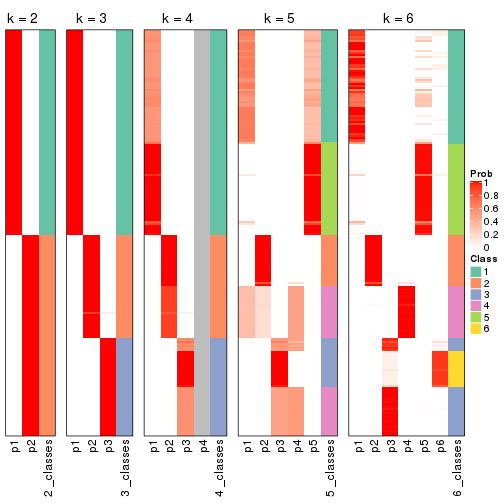 k = 2
k = 3
k = 4
k = 5
k = 6
Prob
1
0.8
0.6
0.4
0.2
0
Class
1
2
3
4
5
6
p1
p2
2_classes
p1
p2
p3
3_classes
p1
p2
p3
p4
4_classes
p1
p2
p3
p4
p5
5_classes
p1
p2
p3
p4
p5
p6
6_classes